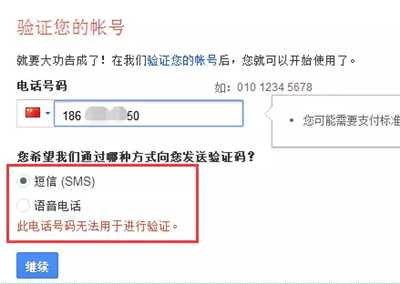 验证您的帐号
就要大功告成了！在我们验证您的帐号后，您就可以开始使用了。
电话号码 如：010 1234 5678
186 50
您可能需要支付标准
您希望我们通过哪种方式向您发送验证码？
短信 (SMS)
语音电话
此电话号码无法用于进行验证。
继续